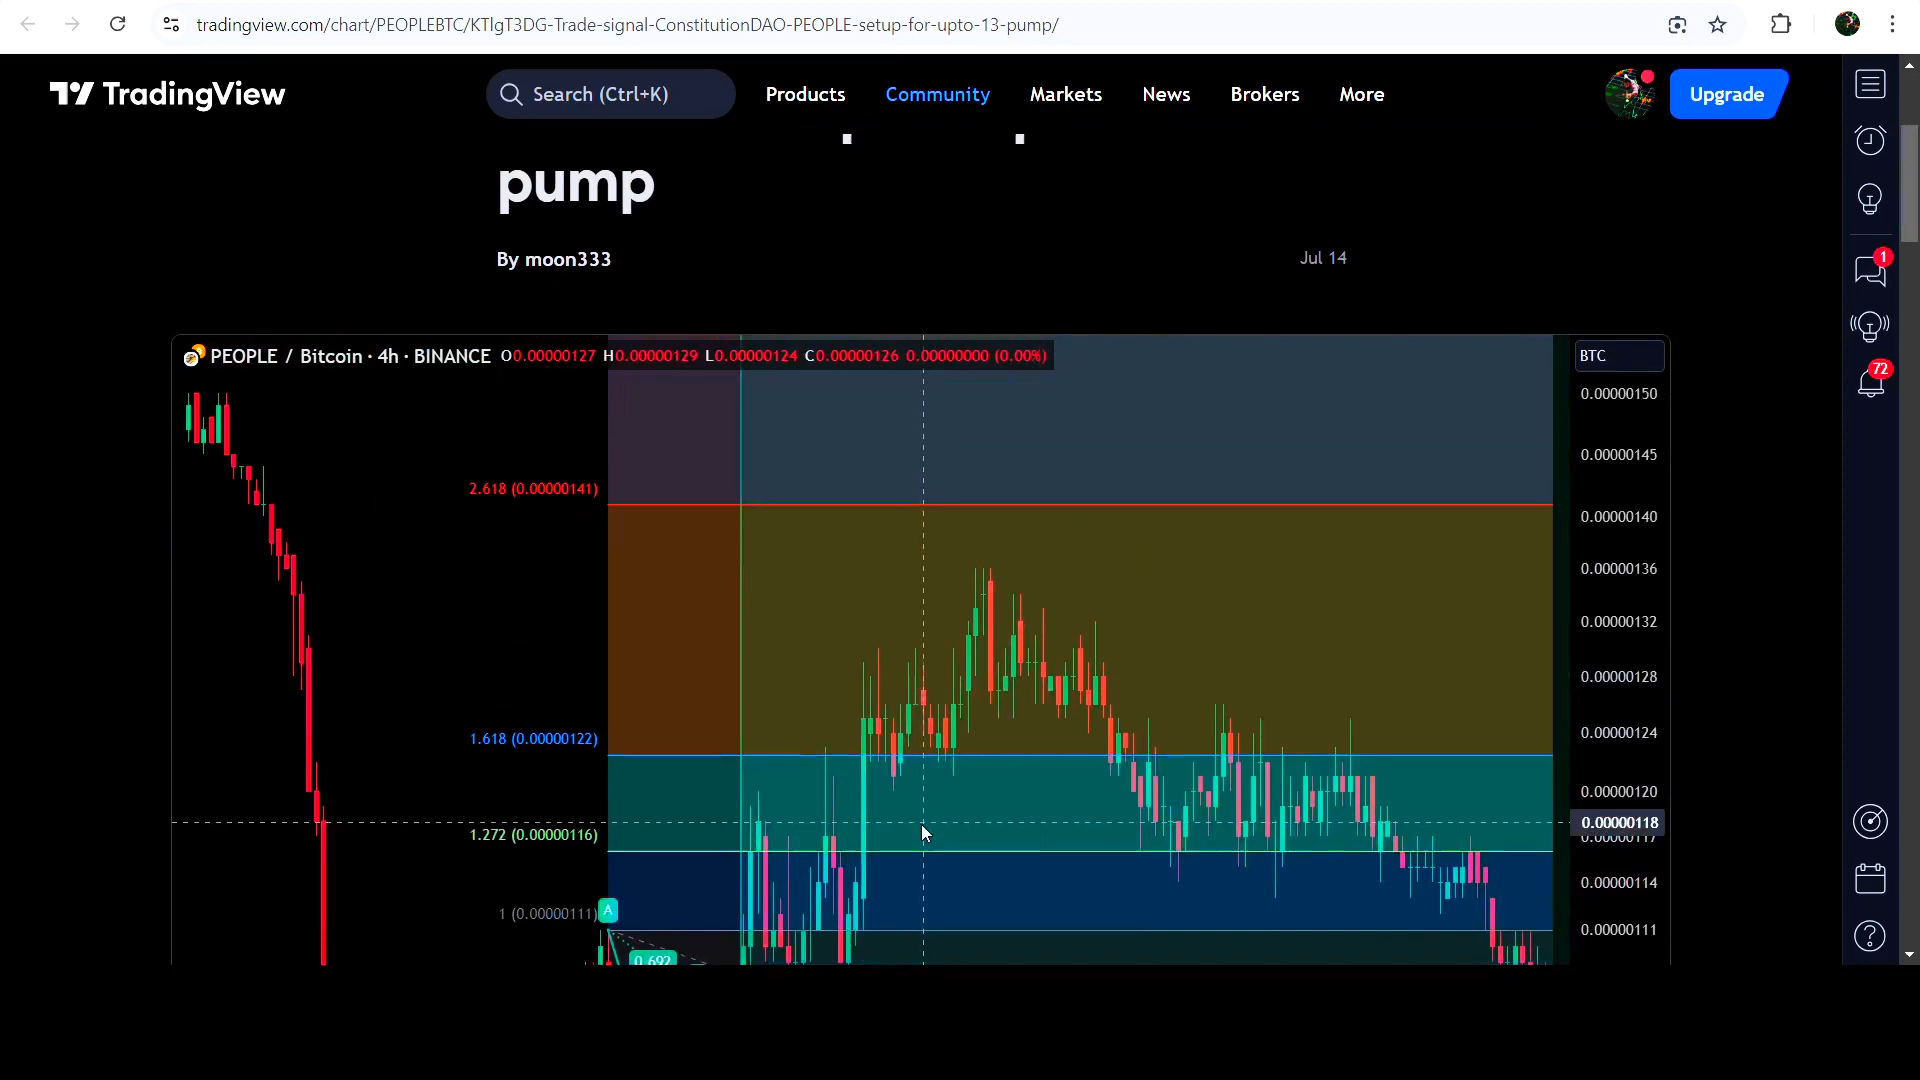 tradingview.com/chart/PEOPLEBTC/KTlgT3DG-Trade-signal-ConstitutionDAO-PEOPLE-setup-for-upto-13-pump/
TradingView
Search (Ctrl+K)
Products
Community
Markets
News
Brokers
More
Upgrade
pump
By moon333
Jul 14
1
72
PEOPLE / Bitcoin · 4h · BINANCE O0.00000127 H0.00000129 L0.00000124 C0.00000126 0.00000000 (0.00%)
BTC
0.00000150
0.00000145
2.618 (0.00000141)
0.00000140
0.00000136
0.00000132
0.00000128
1.618 (0.00000122)
0.00000124
0.00000120
0.00000118
1.272 (0.00000116)
0.00000117
0.00000114
1 (0.00000111)
A
0.00000111
0.692